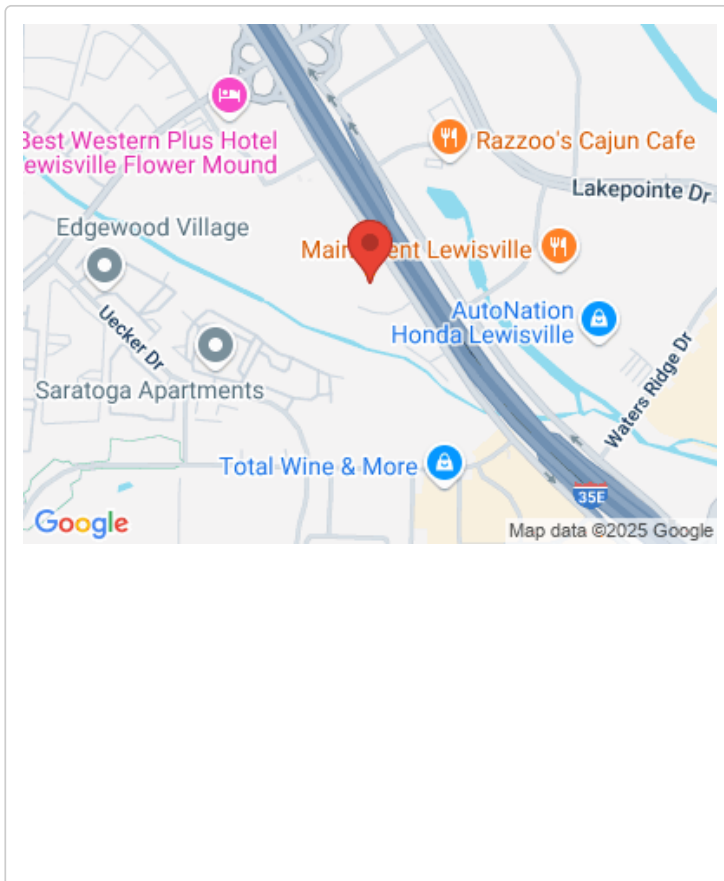 Best Western Plus Hotel
ewisville Flower Mound
Razzoo's Cajun Cafe
Lakepointe Dr
Edgewood Village
Lewisville
AutoNation
Honda Lewisville
Uecker Dr
Saratoga Apartments
Waters Ridge Dr
Total Wine & More
35E
Google
Map data ©2025 Google